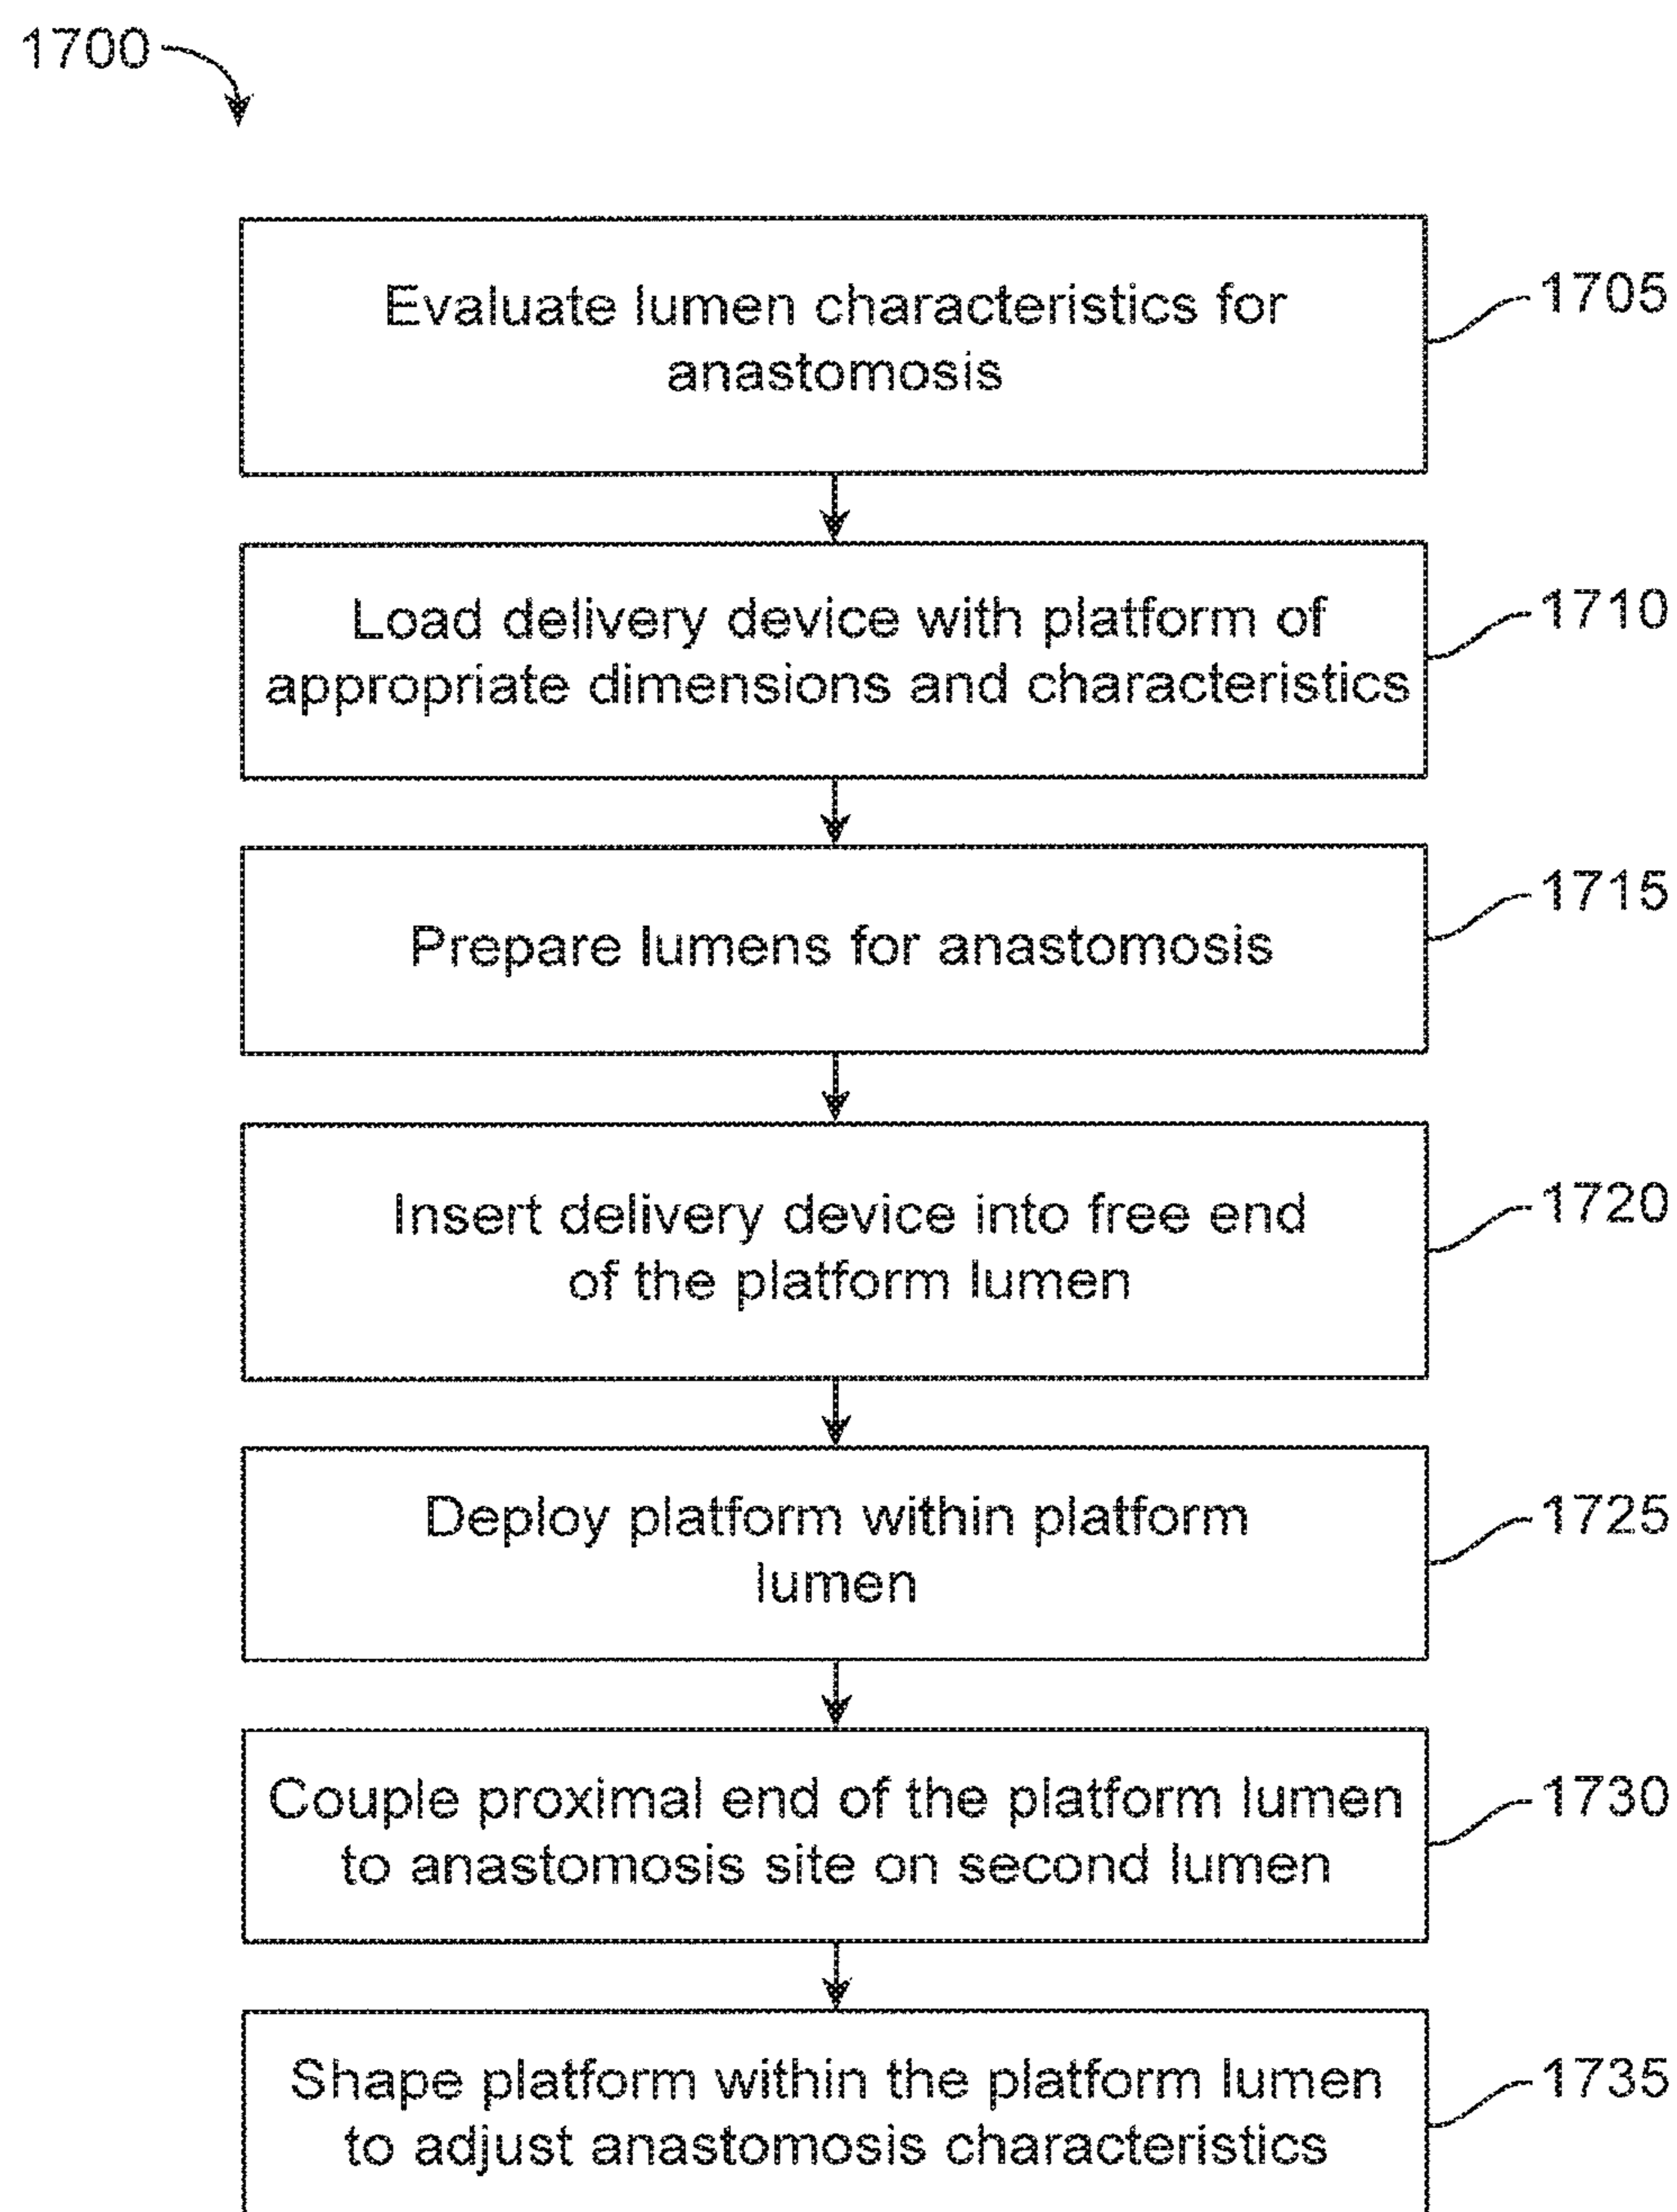 1700
Evaluate lumen characteristics for
anastomosis
1705
Load delivery device with platform of
appropriate dimensions and characteristics
1710
Prepare lumens for anastomosis
1715
Insert delivery device into free end
of the platform lumen
1720
Deploy platform within platform
lumen
1725
Couple proximal end of the platform lumen
to anastomosis site on second lumen
1730
Shape platform within the platform lumen
to adjust anastomosis characteristics
1735